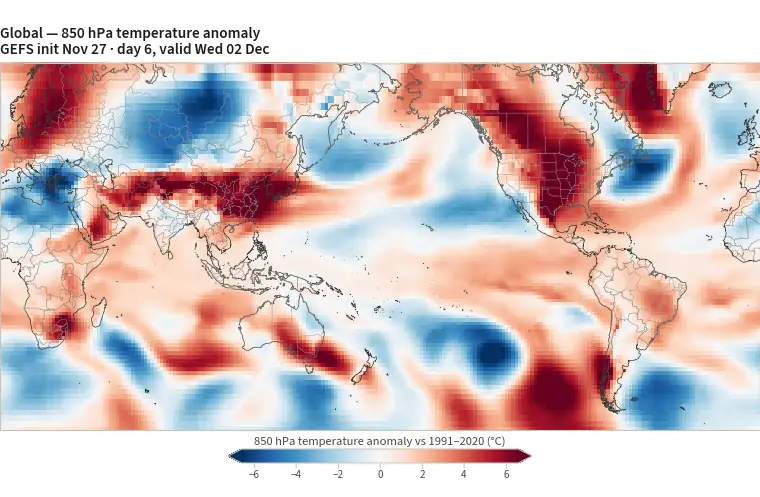 Global — 850 hPa temperature anomaly
GEFS init Nov 27 · day 6, valid Wed 02 Dec
850 hPa temperature anomaly vs 1991–2020 (°C)
−6 −4 −2 0 2 4 6